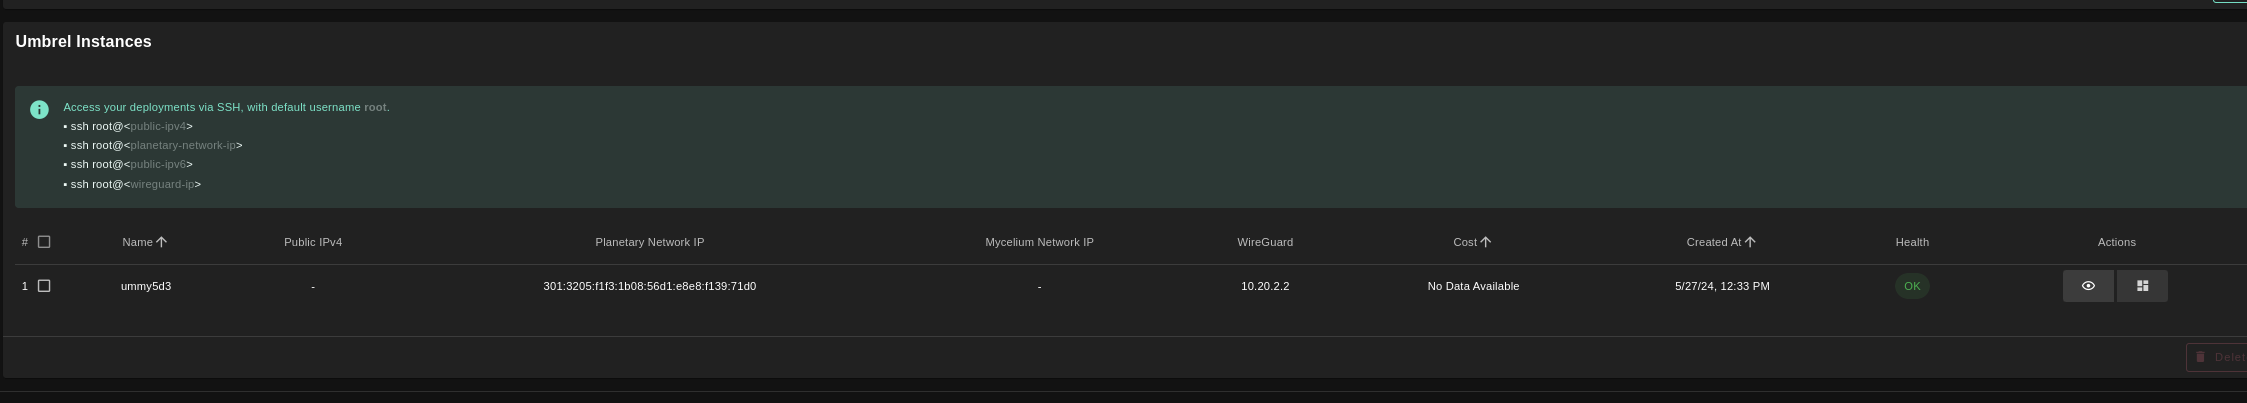 Umbrel Instances
Access your deployments via SSH, with default username root.
▪ ssh root@<public-ipv4>
▪ ssh root@<planetary-network-ip>
▪ ssh root@<public-ipv6>
▪ ssh root@<wireguard-ip>
# Name Public IPv4 Planetary Network IP Mycelium Network IP WireGuard Cost Created At Health Actions
1 ummy5d3 - 301:3205:f1f3:1b08:56d1:e8e8:f139:71d0 - 10.20.2.2 No Data Available 5/27/24, 12:33 PM OK